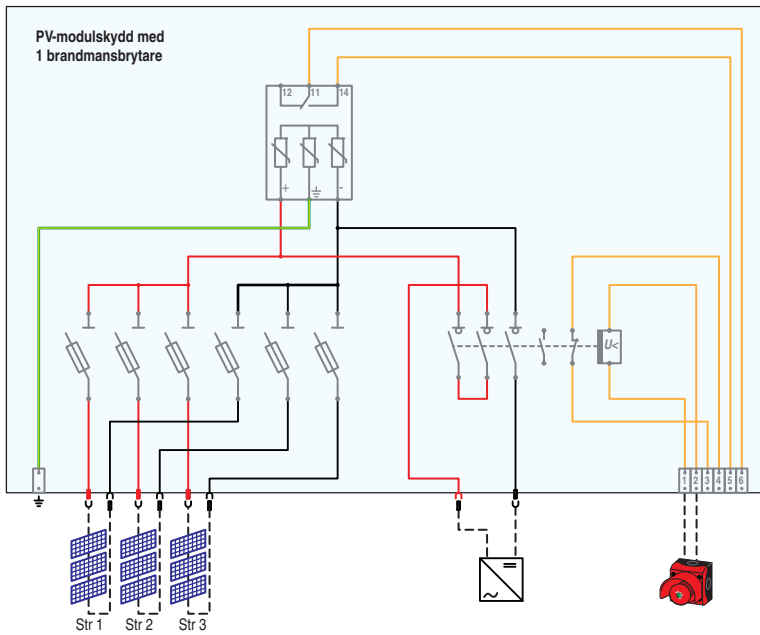 PV-modulskydd med
1 brandmansbrytare
12 11 14
+ -
U<
1 2 3 4 5 6
Str 1 Str 2 Str 3